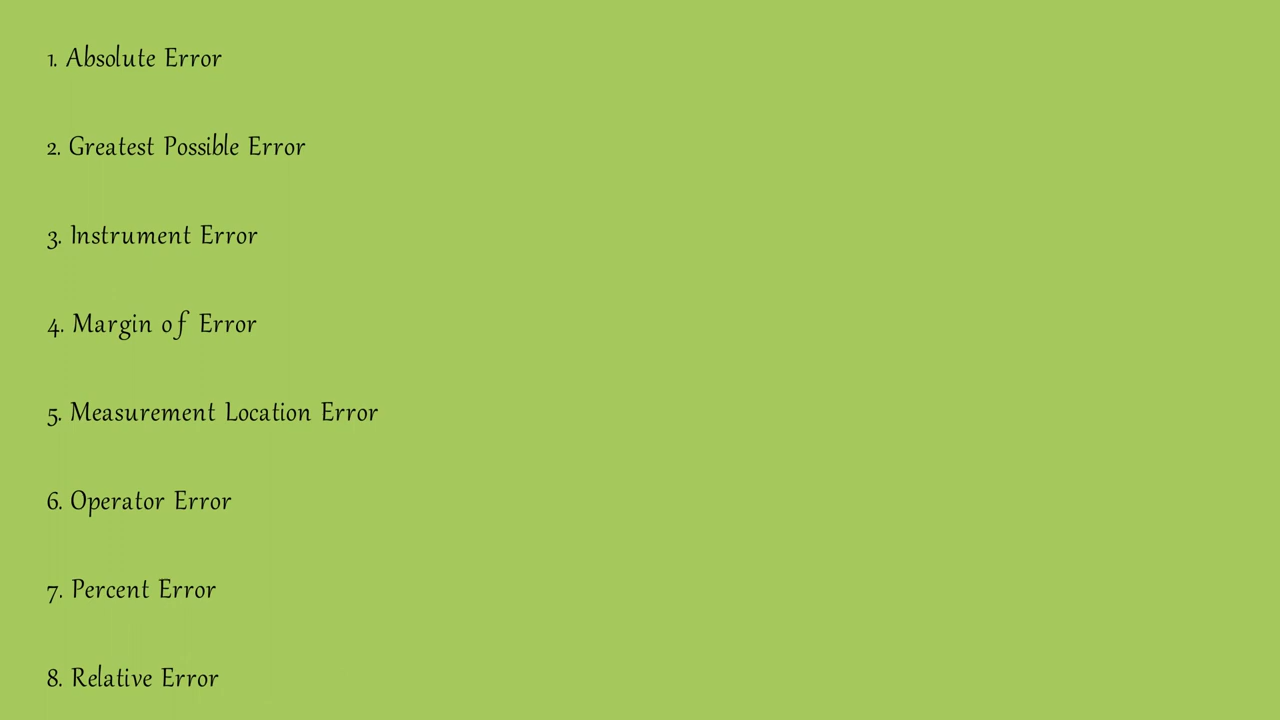 1. Absolute Error
2. Greatest Possible Error
3. Instrument Error
4. Margin of Error
5. Measurement Location Error
6. Operator Error
7. Percent Error
8. Relative Error